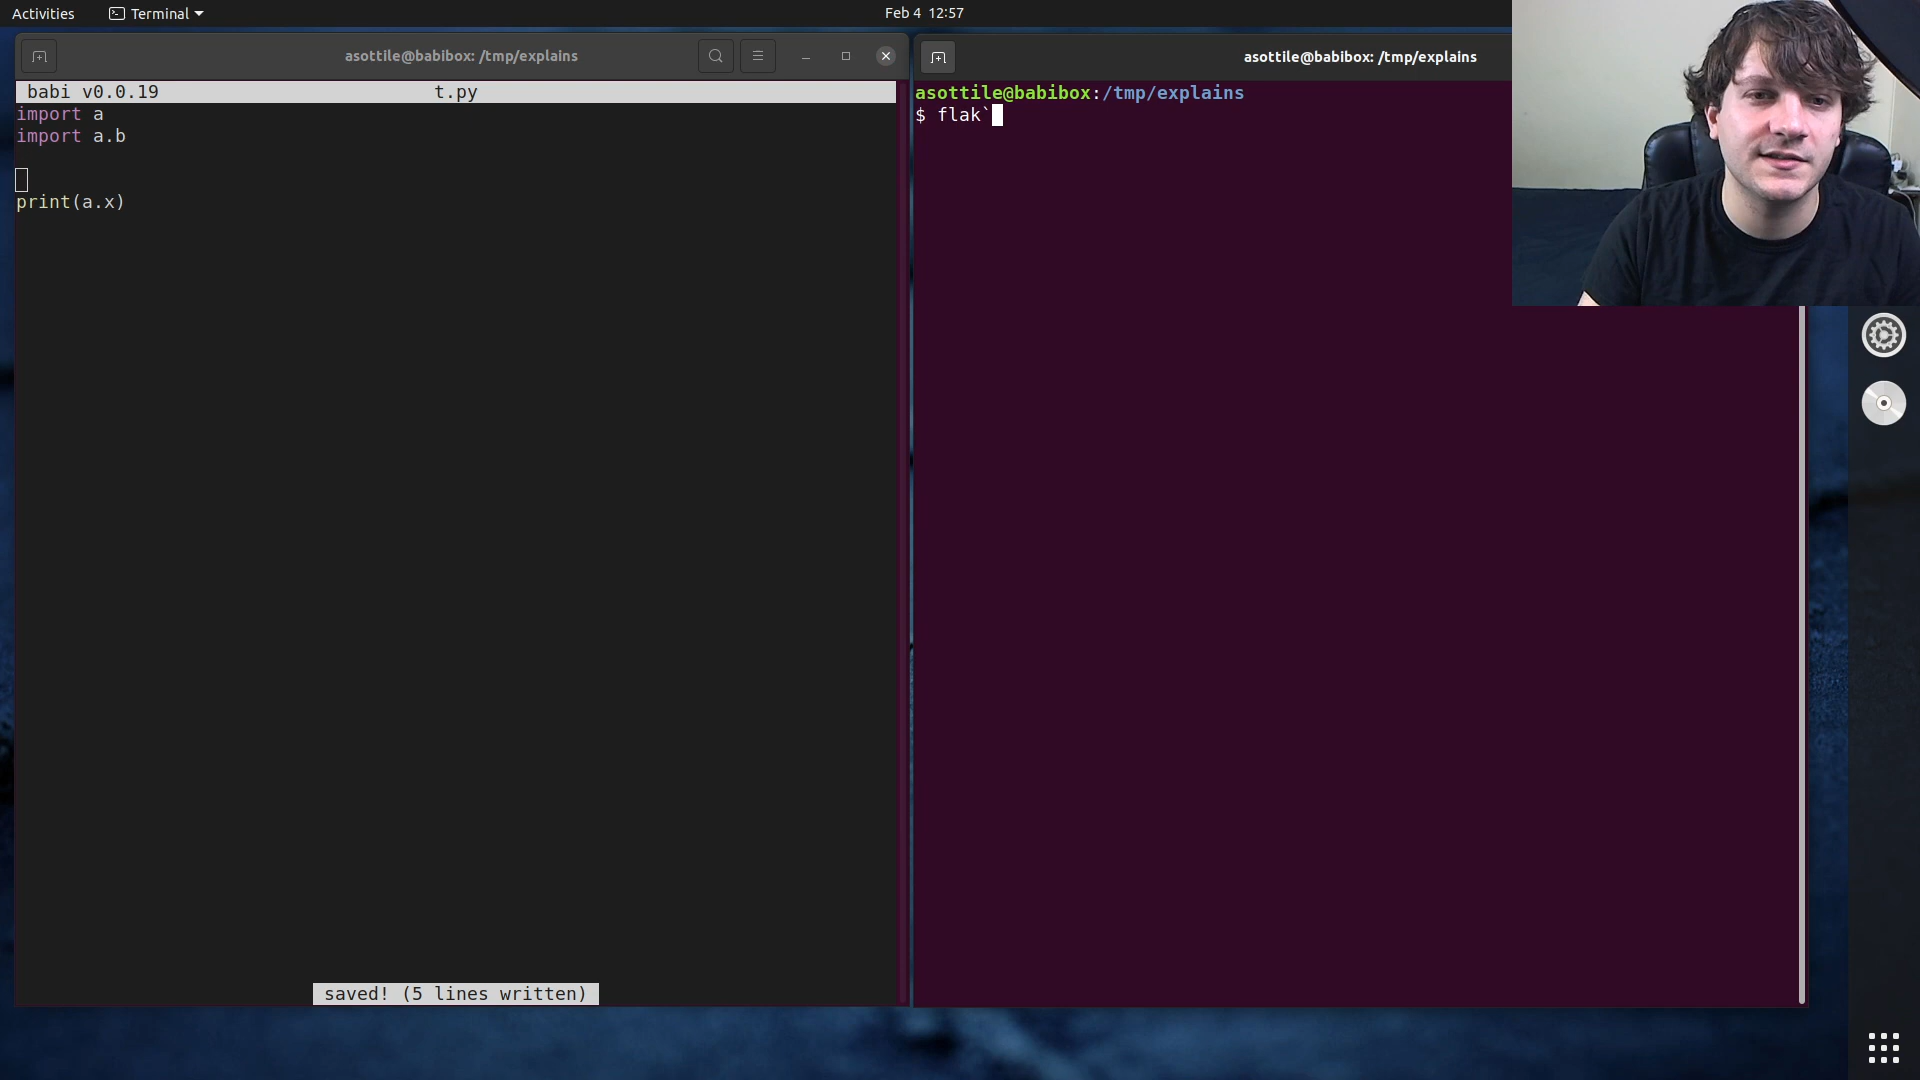 Activities
Terminal
Feb 4 12:57
asottile@babibox: /tmp/explains
babi v0.0.19 t.py
import a
import a.b
print(a.x)
saved! (5 lines written)
asottile@babibox: /tmp/explains
asottile@babibox:/tmp/explains
$ flak`